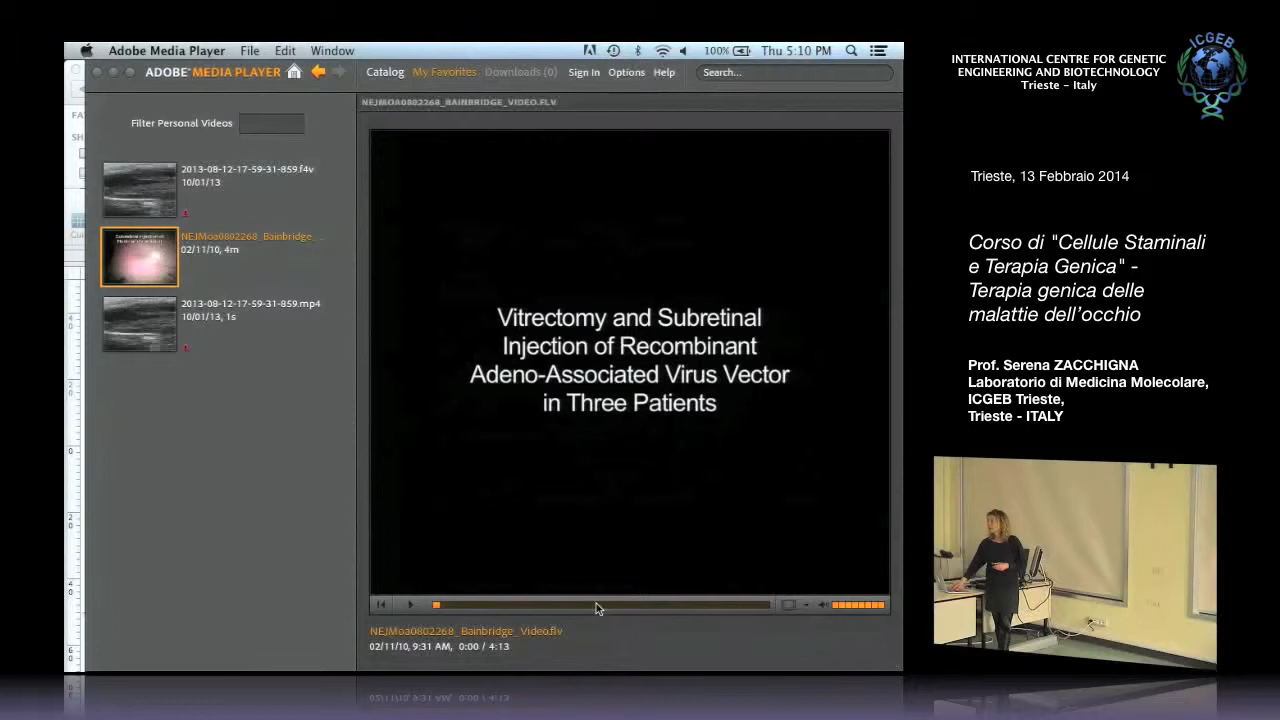 Adobe Media Player File Edit Window 100% Thu 5:10 PM
ADOBE MEDIA PLAYER Catalog My Favorites Downloads (0) Sign In Options Help Search...
NEJMOA0802268_BAINBRIDGE_VIDEO.FLV
Filter Personal Videos
2013-08-12-17-59-31-859.f4v
10/01/13
NEJMoa0802268_Bainbridge_...
02/11/10, 4m
2013-08-12-17-59-31-859.mp4
10/01/13, 1s
Vitrectomy and Subretinal
Injection of Recombinant
Adeno-Associated Virus Vector
in Three Patients
NEJMoa0802268_Bainbridge_Video.flv
02/11/10, 9:31 AM, 0:00 / 4:13
INTERNATIONAL CENTRE FOR GENETIC
ENGINEERING AND BIOTECHNOLOGY
Trieste - Italy
ICGEB
Trieste, 13 Febbraio 2014
Corso di "Cellule Staminali
e Terapia Genica" -
Terapia genica delle
malattie dell'occhio
Prof. Serena ZACCHIGNA
Laboratorio di Medicina Molecolare,
ICGEB Trieste,
Trieste - ITALY